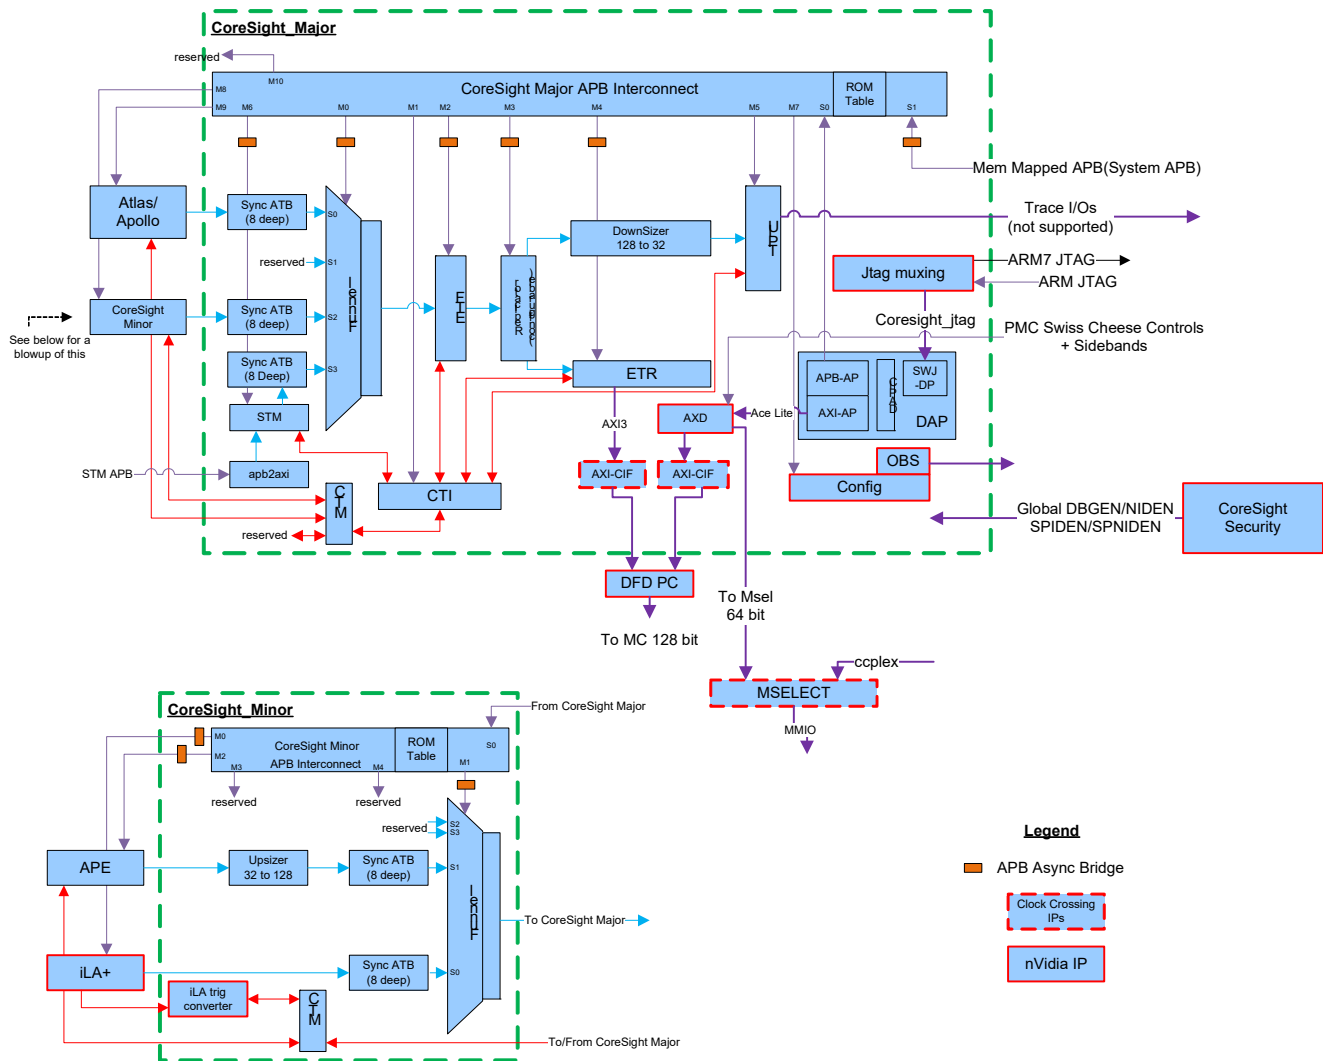 CoreSight_Major
reserved
M10
CoreSight Major APB Interconnect
ROM
Table
M8
M9
M6
M0
M1
M2
M3
M4
M5
M7
S0
S1
Mem Mapped APB(System APB)
Atlas/
Apollo
Sync ATB
(8 deep)
S0
reserved
S1
Funnel
DownSizer
128 to 32
TPIU
Trace I/Os
(not supported)
ETF
Replicator
Jtag muxing
ARM7 JTAG
ARM JTAG
CoreSight
Minor
Sync ATB
(8 deep)
S2
See below for a
blowup of this
Coresight_jtag
PMC Swiss Cheese Controls
+ Sidebands
Sync ATB
(8 Deep)
S3
ETR
APB-AP
SWJ
-DP
AXI-AP
DAP
STM
AXI3
AXD
Ace Lite
STM APB
apb2axi
AXI-CIF
AXI-CIF
OBS
Config
CTM
CTI
reserved
Global DBGEN/NIDEN
SPIDEN/SPNIDEN
CoreSight
Security
DFD PC
To Msel
64 bit
To MC 128 bit
ccplex
MSELECT
MMIO
CoreSight_Minor
From CoreSight Major
M0
M2
CoreSight Minor
APB Interconnect
ROM
Table
S0
M3
M4
M1
reserved
reserved
reserved
S2
S3
Funnel
APE
Upsizer
32 to 128
Sync ATB
(8 deep)
S1
To CoreSight Major
iLA+
Sync ATB
(8 deep)
S0
iLA trig
converter
CTM
To/From CoreSight Major
Legend
APB Async Bridge
Clock Crossing
IPs
nVidia IP